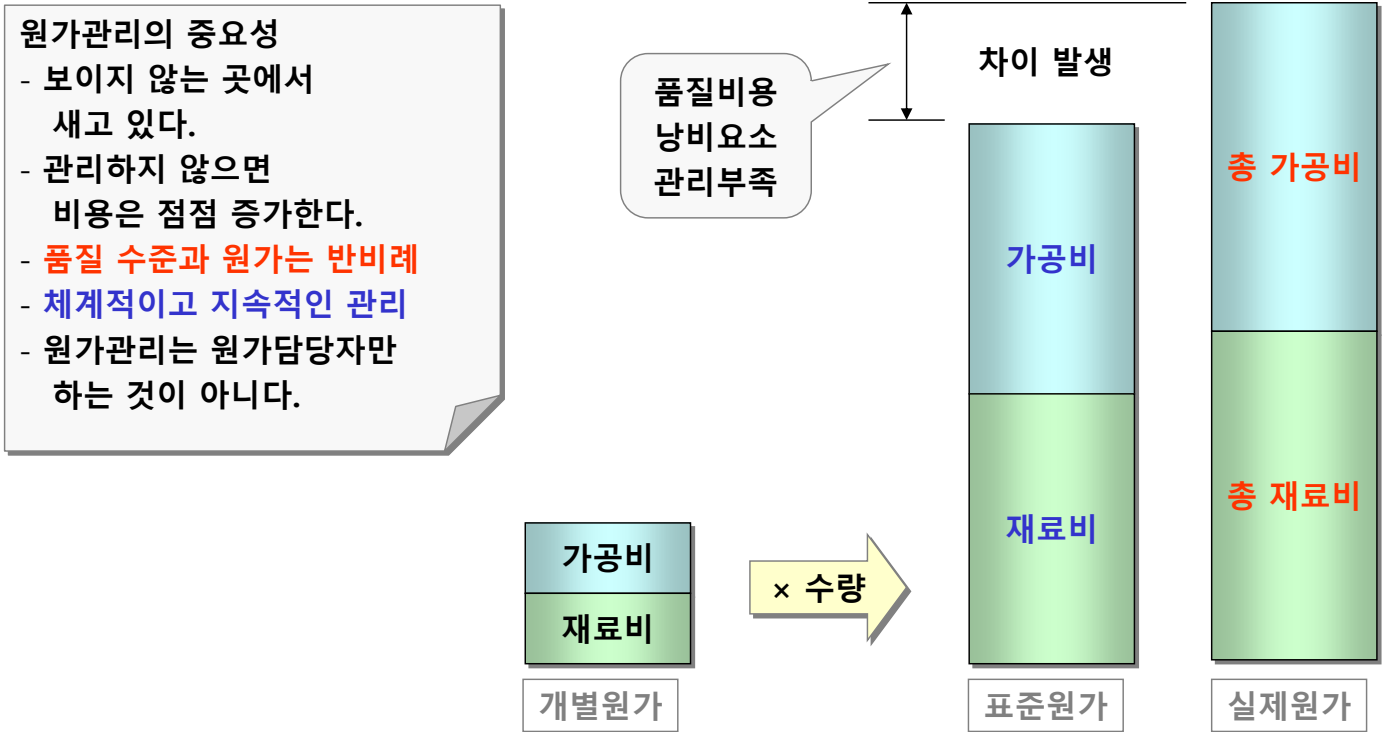 원가관리의 중요성
- 보이지 않는 곳에서
새고 있다.
- 관리하지 않으면
비용은 점점 증가한다.
- 품질 수준과 원가는 반비례
- 체계적이고 지속적인 관리
- 원가관리는 원가담당자만
하는 것이 아니다.
품질비용
낭비요소
관리부족
차이 발생
가공비
재료비
개별원가
× 수량
가공비
재료비
표준원가
총 가공비
총 재료비
실제원가